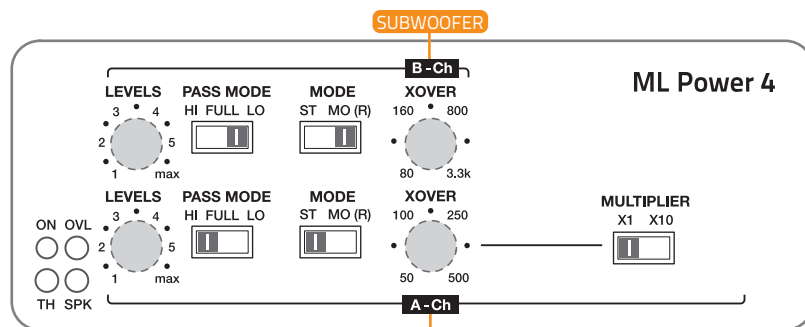 SUBWOOFER
B-Ch
ML Power 4
LEVELS PASS MODE MODE XOVER
3 4 HI FULL LO ST MO (R) 160 800
2 5
1 max 80 3.3k
LEVELS PASS MODE MODE XOVER MULTIPLIER
3 4 HI FULL LO ST MO (R) 100 250 X1 X10
ON OVL 2 5
1 max 50 500
TH SPK
A-Ch